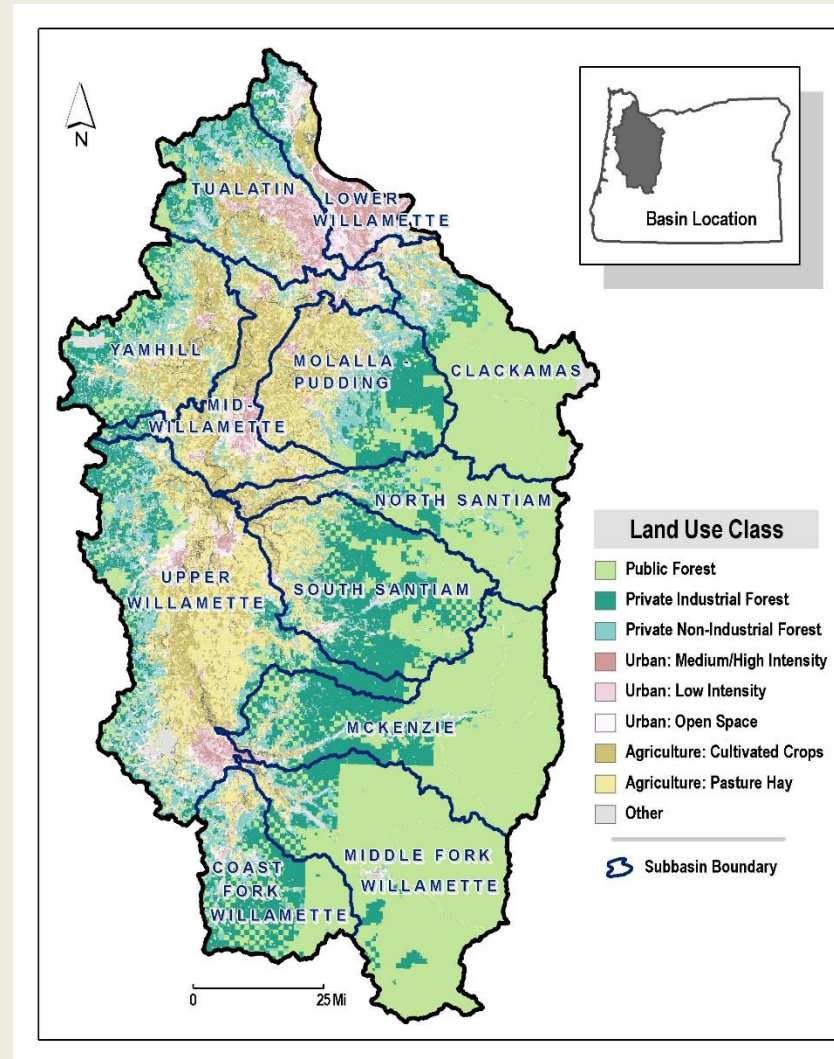 N
Basin Location
TUALATIN
LOWER
WILLAMETTE
YAMHILL
MOLALLA -
PUDDING
CLACKAMAS
MID-
WILLAMETTE
NORTH SANTIAM
UPPER
WILLAMETTE
SOUTH SANTIAM
MCKENZIE
COAST
FORK
WILLAMETTE
MIDDLE FORK
WILLAMETTE
0 25 Mi
Land Use Class
Public Forest
Private Industrial Forest
Private Non-Industrial Forest
Urban: Medium/High Intensity
Urban: Low Intensity
Urban: Open Space
Agriculture: Cultivated Crops
Agriculture: Pasture Hay
Other
Subbasin Boundary